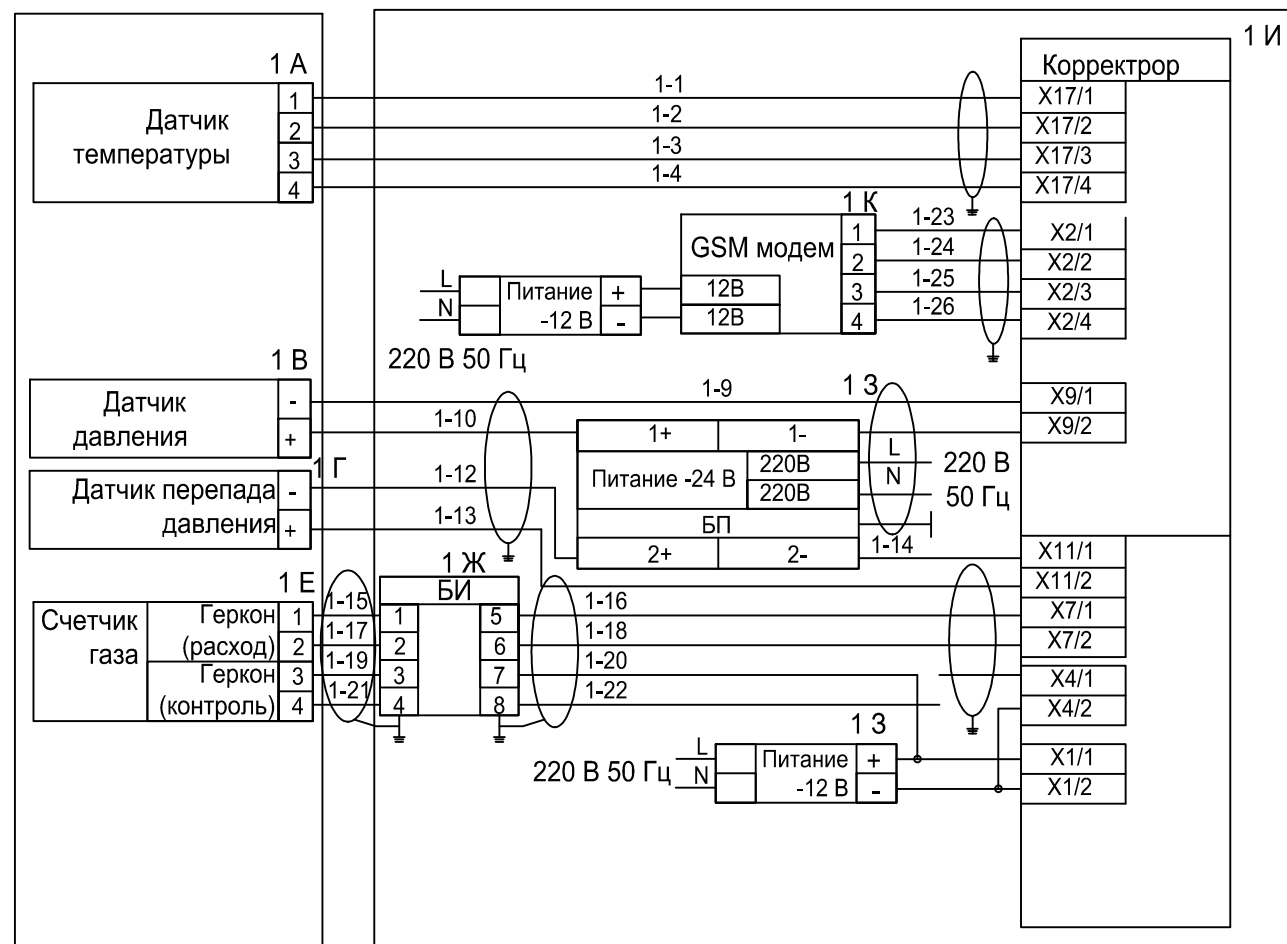 1 И
Корректрор
1 А
Датчик
температуры
1
2
3
4
1-1
1-2
1-3
1-4
X17/1
X17/2
X17/3
X17/4
1 К
GSM модем
12В
12В
1
2
3
4
1-23
1-24
1-25
1-26
X2/1
X2/2
X2/3
X2/4
L
N
Питание
-12 В
+
-
220 В 50 Гц
1 В
Датчик
давления
-
+
1-9
1-10
1 З
X9/1
X9/2
1+
1-
Питание -24 В
220В
220В
БП
2+
2-
L
N
220 В
50 Гц
1 Г
Датчик перепада
давления
-
+
1-12
1-13
1-14
X11/1
X11/2
X7/1
X7/2
X4/1
X4/2
X1/1
X1/2
1 Е
Счетчик
газа
Геркон
(расход)
Геркон
(контроль)
1
2
3
4
1-15
1-17
1-19
1-21
1 Ж
БИ
1
2
3
4
5
6
7
8
1-16
1-18
1-20
1-22
1 З
220 В 50 Гц
L
N
Питание
-12 В
+
-